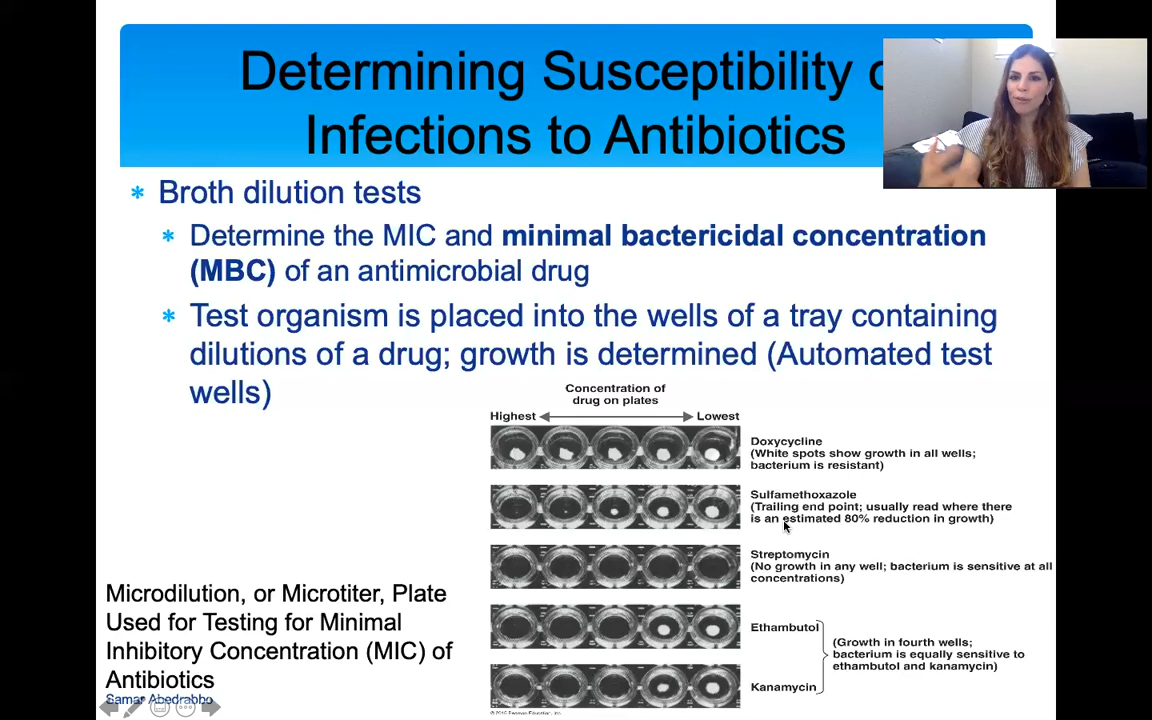 Determining Susceptibility
Infections to Antibiotics
Broth dilution tests
Determine the MIC and minimal bactericidal concentration
(MBC) of an antimicrobial drug
Test organism is placed into the wells of a tray containing
dilutions of a drug; growth is determined (Automated test
wells)
Concentration of
drug on plates
Highest Lowest
Doxycycline
(White spots show growth in all wells;
bacterium is resistant)
Sulfamethoxazole
(Trailing end point; usually read where there
is an estimated 80% reduction in growth)
Streptomycin
(No growth in any well; bacterium is sensitive at all
concentrations)
Ethambutol
(Growth in fourth wells;
bacterium is equally sensitive to
ethambutol and kanamycin)
Kanamycin
Microdilution, or Microtiter, Plate
Used for Testing for Minimal
Inhibitory Concentration (MIC) of
Antibiotics
Samar Abedrabbo
Pearson Education, Inc.